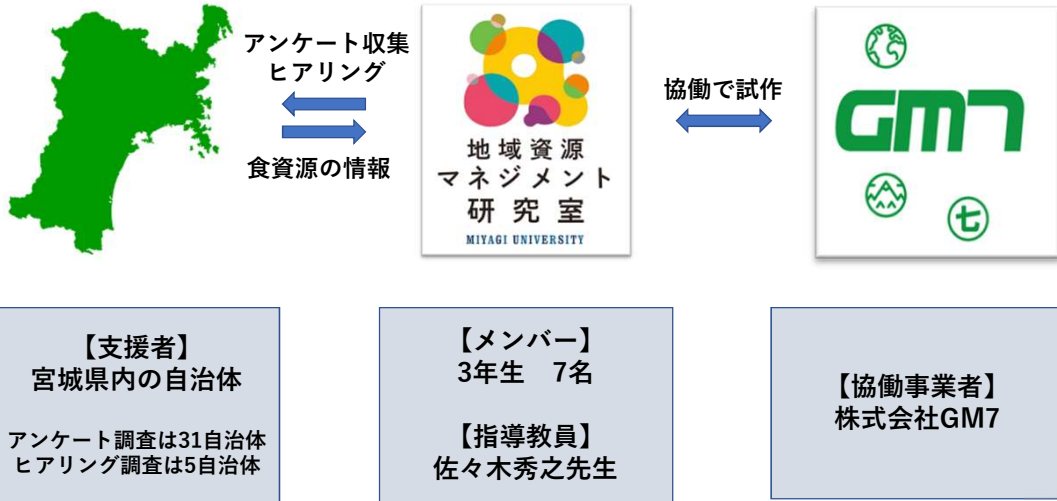 アンケート収集
ヒアリング
食資源の情報
地域資源
マネジメント
研究室
MIYAGI UNIVERSITY
協働で試作
GM7
七
【支援者】
宮城県内の自治体
アンケート調査は31自治体
ヒアリング調査は5自治体
【メンバー】
3年生　7名
【指導教員】
佐々木秀之先生
【協働事業者】
株式会社GM7